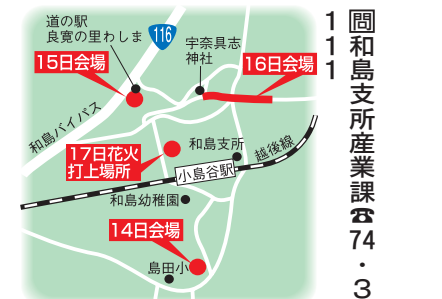 道の駅
良寛の里わしま
116
宇奈具志
神社
15日会場
16日会場
和島バイパス
17日花火
打上場所
和島支所
越後線
小島谷駅
和島幼稚園
14日会場
島田小
問和島支所産業課☎74・3
111